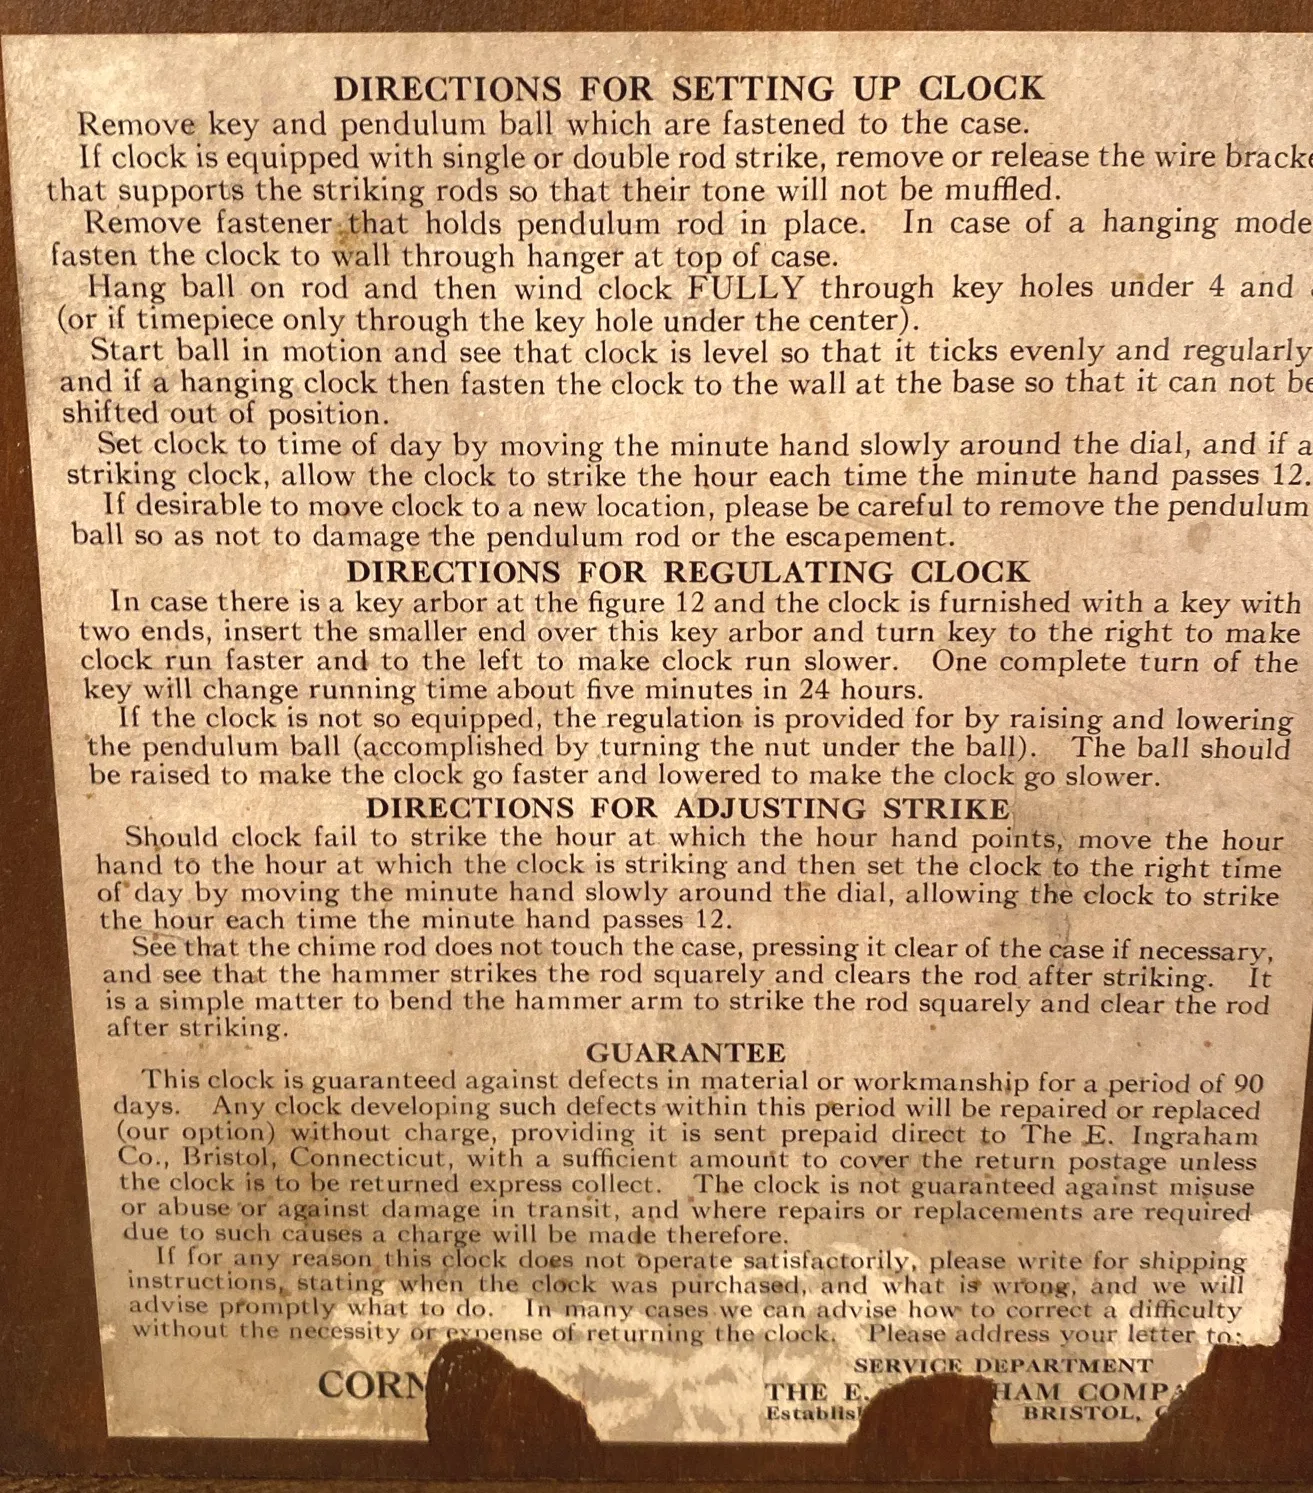 DIRECTIONS FOR SETTING UP CLOCK
Remove key and pendulum ball which are fastened to the case.
If clock is equipped with single or double rod strike, remove or release the wire
that supports the striking rods so that their tone will not be muffled.
Remove fastener that holds pendulum rod in place. In case of a hanging
fasten the clock to wall through hanger at top of case.
Hang ball on rod and then wind clock FULLY through key holes under 4 and
(or if timepiece only through the key hole under the center).
Start ball in motion and see that clock is level so that it ticks evenly and regularly
and if a hanging clock then fasten the clock to the wall at the base so that it can not be
shifted out of position.
Set clock to time of day by moving the minute hand slowly around the dial, and if a
striking clock, allow the clock to strike the hour each time the minute hand passes 12.
If desirable to move clock to a new location, please be careful to remove the pendulum
ball so as not to damage the pendulum rod or the escapement.
DIRECTIONS FOR REGULATING CLOCK
In case there is a key arbor at the figure 12 and the clock is furnished with a key with
two ends, insert the smaller end over this key arbor and turn key to the right to make
clock run faster and to the left to make clock run slower. One complete turn of the
key will change running time about five minutes in 24 hours.
If the clock is not so equipped, the regulation is provided for by raising and lowering
the pendulum ball (accomplished by turning the nut under the ball). The ball should
be raised to make the clock go faster and lowered to make the clock go slower.
DIRECTIONS FOR ADJUSTING STRIKE
Should clock fail to strike the hour at which the hour hand points, move the hour
hand to the hour at which the clock is striking and then set the clock to the right time
of day by moving the minute hand slowly around the dial, allowing the clock to strike
the hour each time the minute hand passes 12.
See that the chime rod does not touch the case, pressing it clear of the case if necessary,
and see that the hammer strikes the rod squarely and clears the rod after striking. It
is a simple matter to bend the hammer arm to strike the rod squarely and clear the rod
after striking.
GUARANTEE
This clock is guaranteed against defects in material or workmanship for a period of 90
days. Any clock developing such defects within this period will be repaired or replaced
(our option) without charge, providing it is sent prepaid direct to The E. Ingraham
Co., Bristol, Connecticut, with a sufficient amount to cover the return postage unless
the clock is to be returned express collect. The clock is not guaranteed against misuse
or abuse or against damage in transit, and where repairs or replacements are required
due to such causes a charge will be made therefore.
If for any reason this clock does not operate satisfactorily, please write for shipping
instructions, stating when the clock was purchased, and what is wrong, and we will
advise promptly what to do. In many cases we can advise how to correct a difficulty
without the necessity or expense of returning the clock. Please address your letter to:
SERVICE DEPARTMENT
CORN THE E. HAM COMPA
Establis BRISTOL,